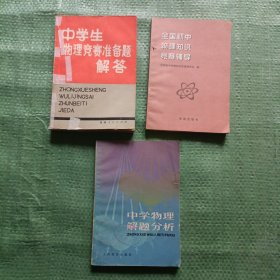 中学生
物理竞赛准备题
解答
ZHONGXUESHENG
WULIJINGSAI
ZHUNBEITI
JIEDA
全国初中
物理知识
竞赛辅导
中学物理
解题分析